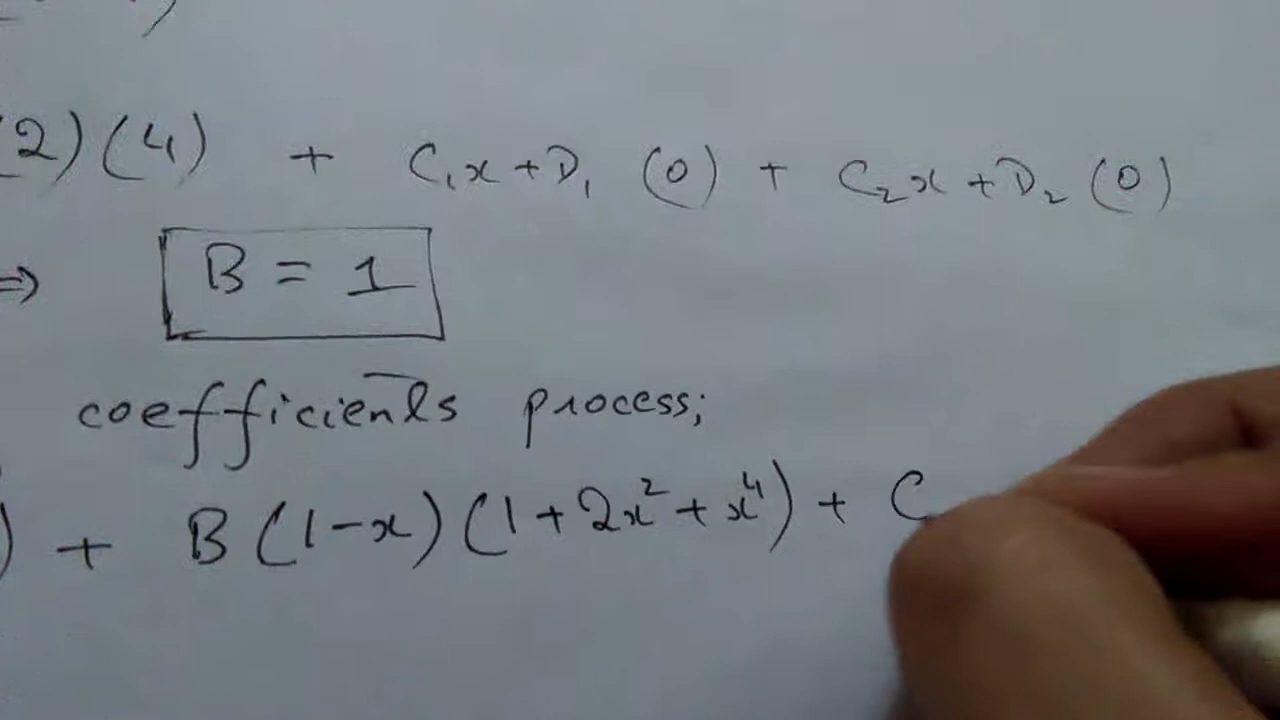 2)(4) + C₁x+D₁ (0) + C₂x+D₂ (0)
⇒ B = 1
coefficients process;
) + B(1-x)(1+2x²+x⁴) + C